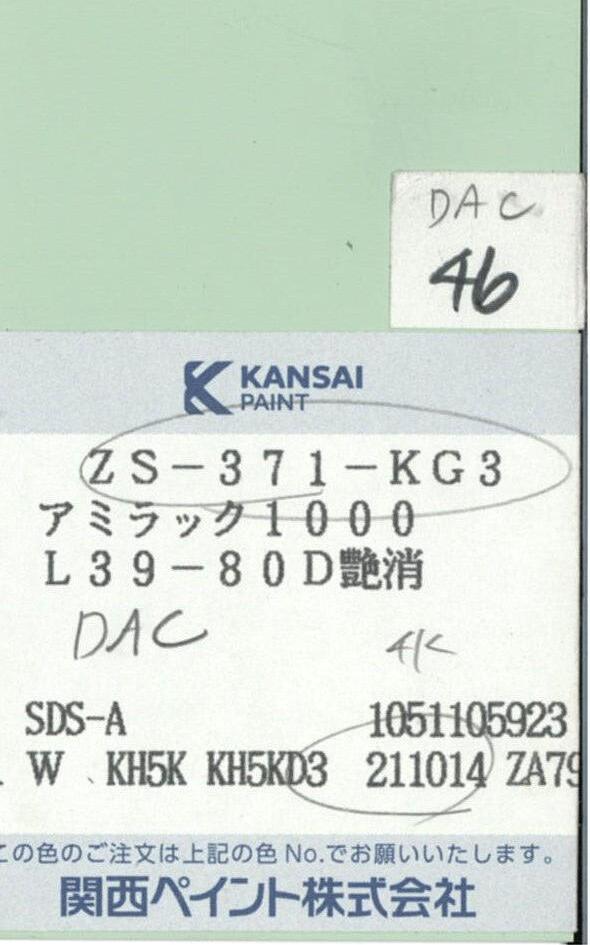 DAC
46
KANSAI
PAINT
ZS-371-KG3
アミラック1000
L39-80D艶消
DAC
4K
SDS-A 1051105923
W KH5K KH5KD3 211014 ZA79
この色のご注文は上記の色No.でお願いいたします。
関西ペイント株式会社